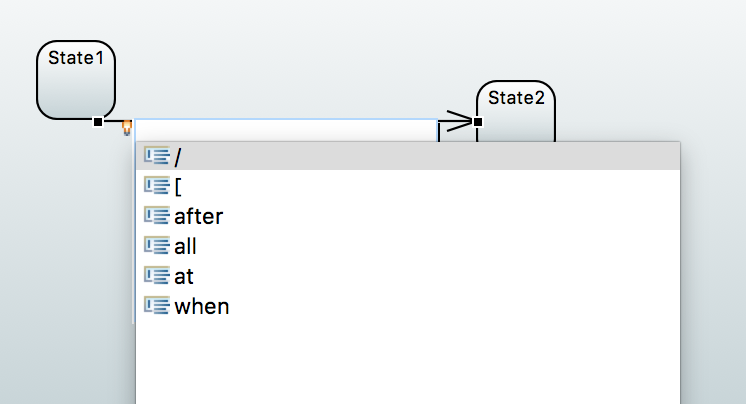 State1
State2
/
[
after
all
at
when